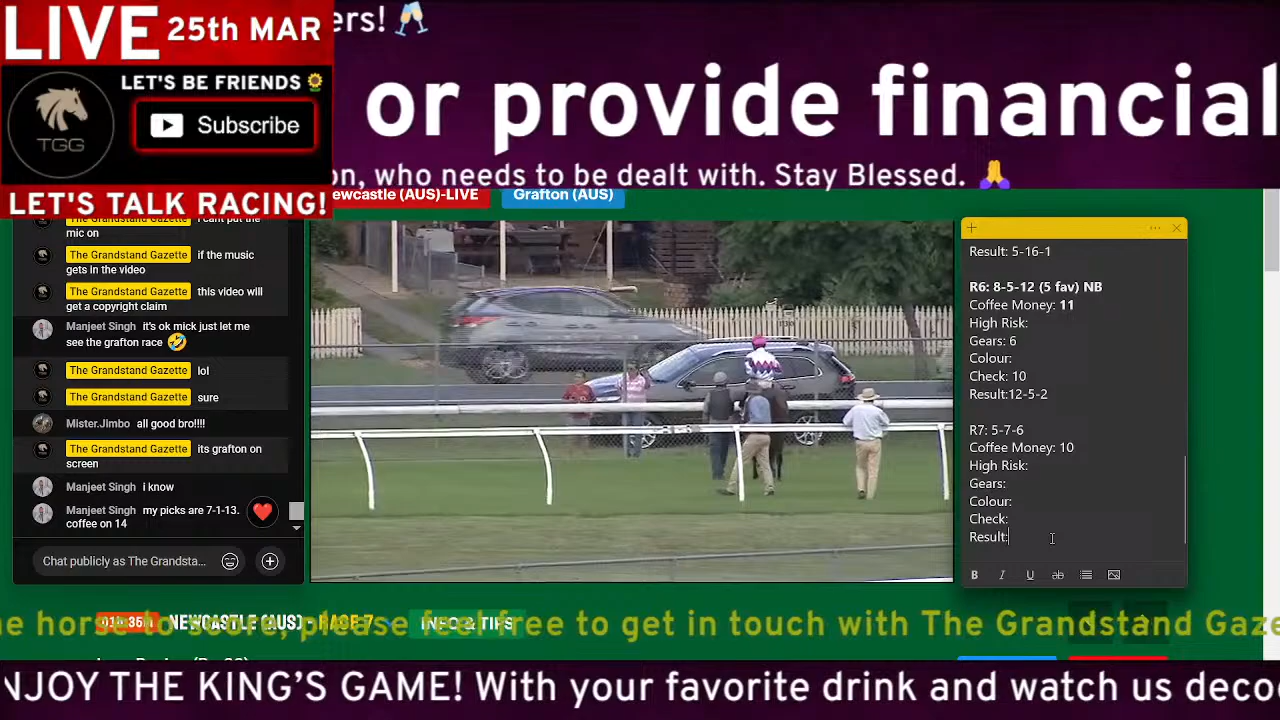 LIVE 25th MAR
ers! 🥂
LET'S BE FRIENDS 🌻
Subscribe
TGG
or provide financial
on, who needs to be dealt with. Stay Blessed. 🙏
LET'S TALK RACING!
ewcastle (AUS)-LIVE
Grafton (AUS)
The Grandstand Gazette i cant put the
mic on
The Grandstand Gazette if the music
gets in the video
The Grandstand Gazette this video will
get a copyright claim
Manjeet Singh it's ok mick just let me
see the grafton race 🤣
The Grandstand Gazette lol
The Grandstand Gazette sure
Mister.Jimbo all good bro!!!!
The Grandstand Gazette its grafton on
screen
Manjeet Singh i know
Manjeet Singh my picks are 7-1-13.
coffee on 14
Chat publicly as The Grandsta...
Result: 5-16-1
R6: 8-5-12 (5 fav) NB
Coffee Money: 11
High Risk:
Gears: 6
Colour:
Check: 10
Result:12-5-2
R7: 5-7-6
Coffee Money: 10
High Risk:
Gears:
Colour:
Check:
Result:
NEWCASTLE (AUS) - RACE 7
INFO & TIPS
he horse to score, please feel free to get in touch with The Grandstand Gaze
NJOY THE KING'S GAME! With your favorite drink and watch us deco